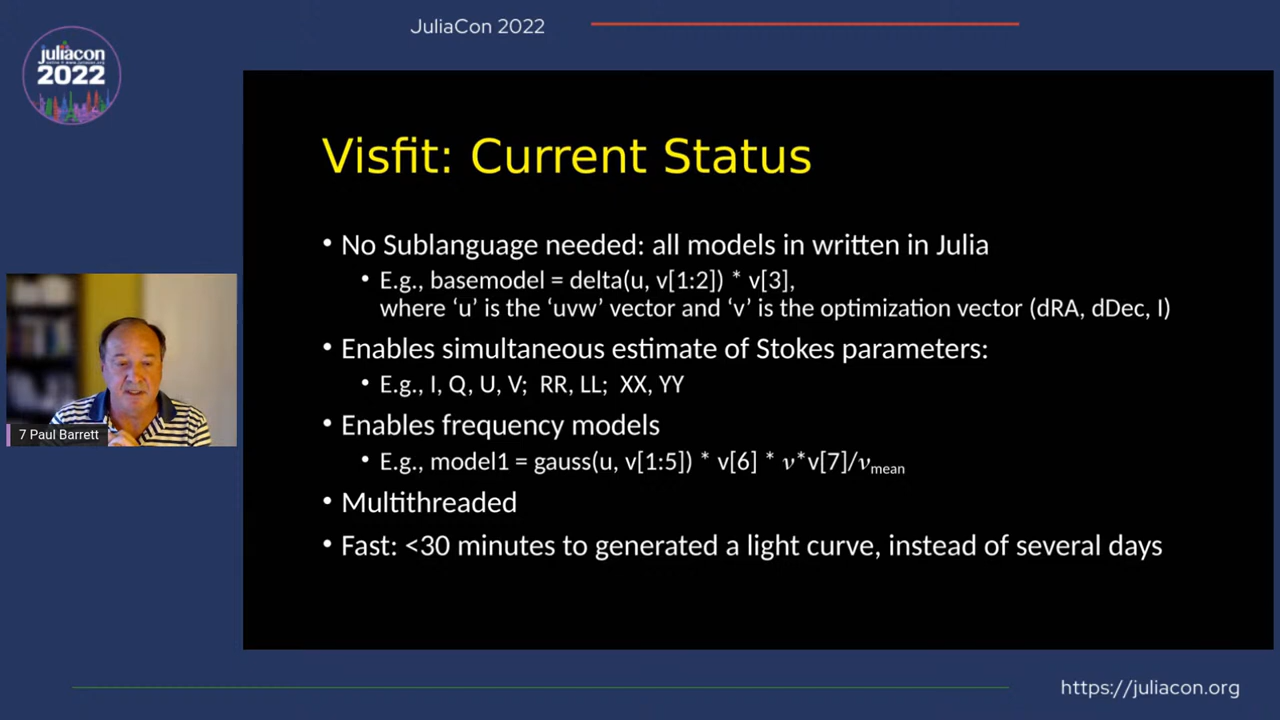 JuliaCon 2022
juliacon
2022
Visfit: Current Status
• No Sublanguage needed: all models in written in Julia
• E.g., basemodel = delta(u, v[1:2]) * v[3],
where ‘u’ is the ‘uvw’ vector and ‘v’ is the optimization vector (dRA, dDec, I)
• Enables simultaneous estimate of Stokes parameters:
• E.g., I, Q, U, V; RR, LL; XX, YY
• Enables frequency models
• E.g., model1 = gauss(u, v[1:5]) * v[6] * 𝜈*v[7]/𝜈mean
• Multithreaded
• Fast: <30 minutes to generated a light curve, instead of several days
7 Paul Barrett
https://juliacon.org